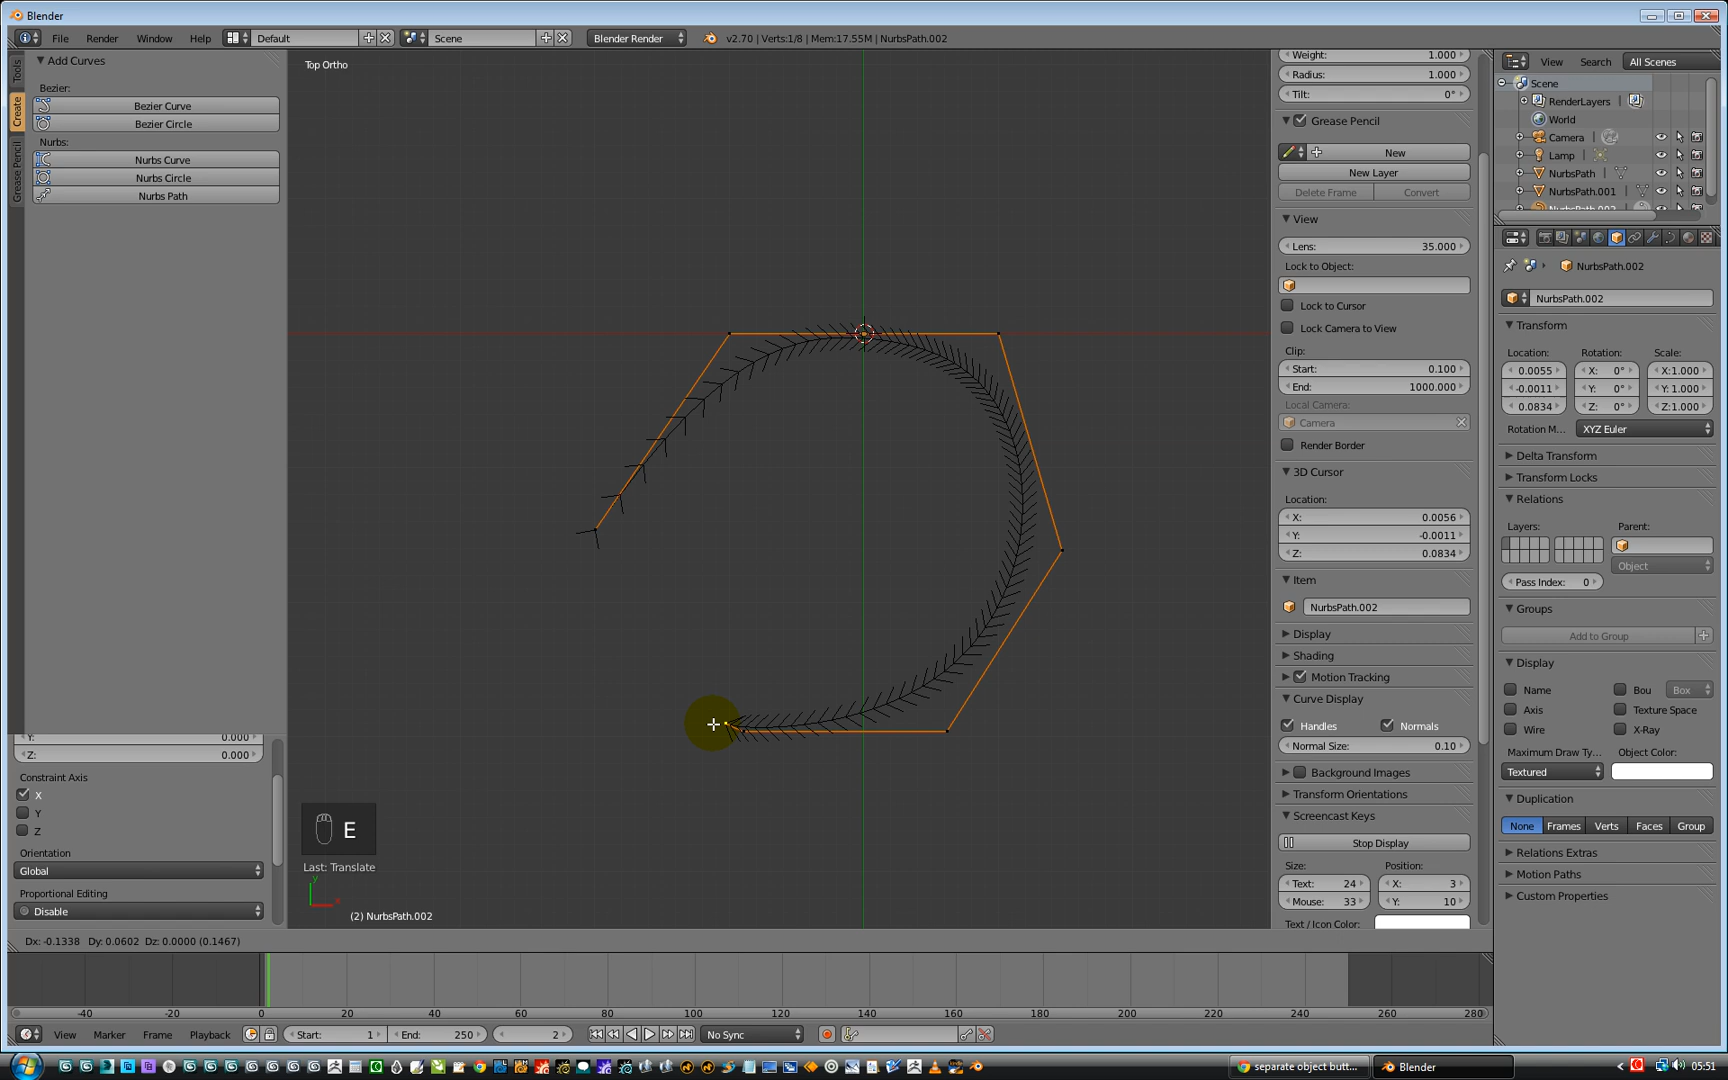 Blender
File Render Window Help Default Scene Blender Render v2.70 | Verts:1/8 | Mem:17.55M | NurbsPath.002
Tools
Create
Grease Pencil
Add Curves
Bezier:
Bezier Curve
Bezier Circle
Nurbs:
Nurbs Curve
Nurbs Circle
Nurbs Path
Y: 0.000
Z: 0.000
Constraint Axis
X
Y
Z
Orientation
Global
Proportional Editing
Disable
Top Ortho
E
Last: Translate
y
(2) NurbsPath.002
Weight: 1.000
Radius: 1.000
Tilt: 0°
Grease Pencil
New
New Layer
Delete Frame Convert
View
Lens: 35.000
Lock to Object:
Lock to Cursor
Lock Camera to View
Clip:
Start: 0.100
End: 1000.000
Local Camera:
Camera
Render Border
3D Cursor
Location:
X: 0.0056
Y: -0.0011
Z: 0.0834
Item
NurbsPath.002
Display
Shading
Motion Tracking
Curve Display
Handles Normals
Normal Size: 0.10
Background Images
Transform Orientations
Screencast Keys
Stop Display
Size: Position:
Text: 24 X: 3
Mouse: 33 Y: 10
Text / Icon Color:
View Search All Scenes
Scene
RenderLayers
World
Camera
Lamp
NurbsPath
NurbsPath.001
NurbsPath.002
NurbsPath.002
NurbsPath.002
Transform
Location: Rotation: Scale:
0.0055 X: 0° X:1.000
-0.0011 Y: 0° Y: 1.000
0.0834 Z: 0° Z:1.000
Rotation M... XYZ Euler
Delta Transform
Transform Locks
Relations
Layers: Parent:
Object
Pass Index: 0
Groups
Add to Group
Display
Name Bou Box
Axis Texture Space
Wire X-Ray
Maximum Draw Ty... Object Color:
Textured
Duplication
None Frames Verts Faces Group
Relations Extras
Motion Paths
Custom Properties
Dx: -0.1338 Dy: 0.0602 Dz: 0.0000 (0.1467)
-40 -20 0 20 40 60 80 100 120 140 160 180 200 220 240 260 280
View Marker Frame Playback Start: 1 End: 250 2 No Sync
separate object butt... Blender 05:51